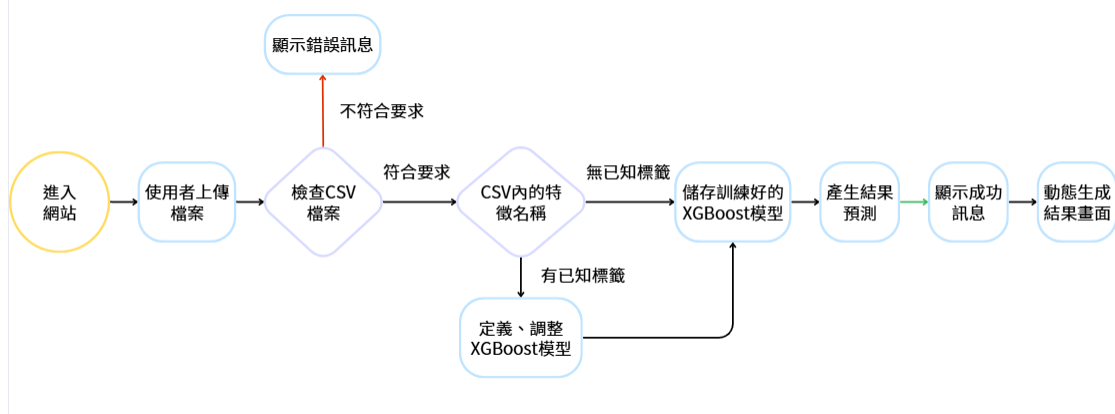 顯示錯誤訊息
不符合要求
進入
網站
使用者上傳
檔案
檢查CSV
檔案
符合要求
CSV內的特
徵名稱
無已知標籤
儲存訓練好的
XGBoost模型
產生結果
預測
顯示成功
訊息
動態生成
結果畫面
有已知標籤
定義、調整
XGBoost模型